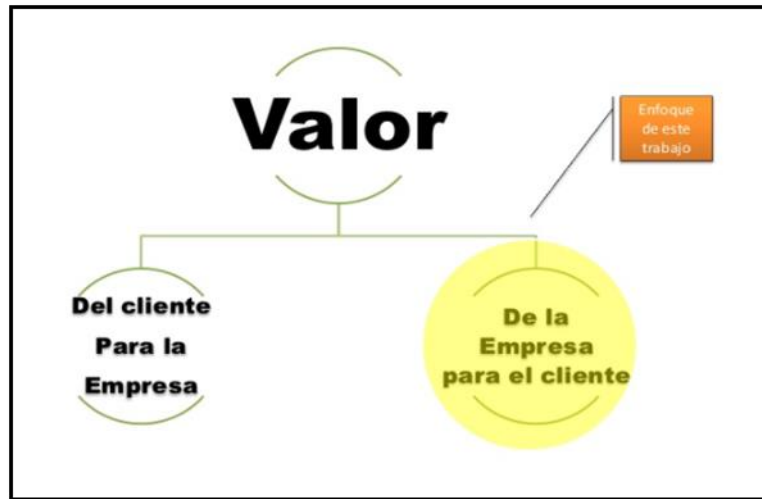 Valor
Enfoque
de este
trabajo
Del cliente
Para la
Empresa
De la
Empresa
para el cliente